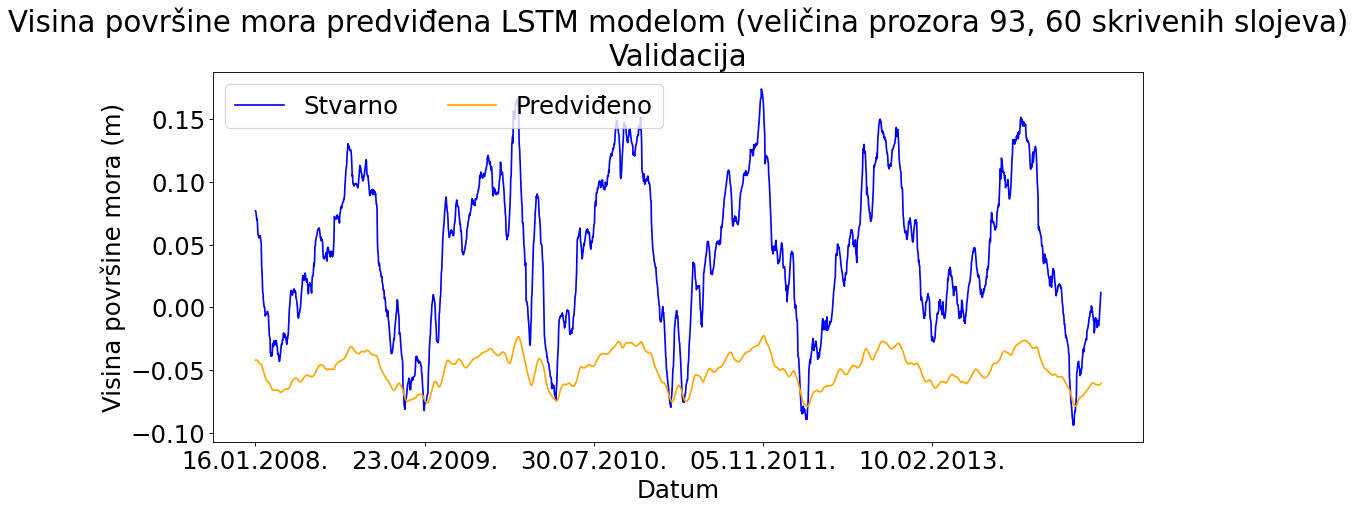 Visina površine mora predviđena LSTM modelom (veličina prozora 93, 60 skrivenih slojeva)
Validacija
Stvarno Predviđeno
Visina površine mora (m)
0.15
0.10
0.05
0.00
−0.05
−0.10
16.01.2008. 23.04.2009. 30.07.2010. 05.11.2011. 10.02.2013.
Datum